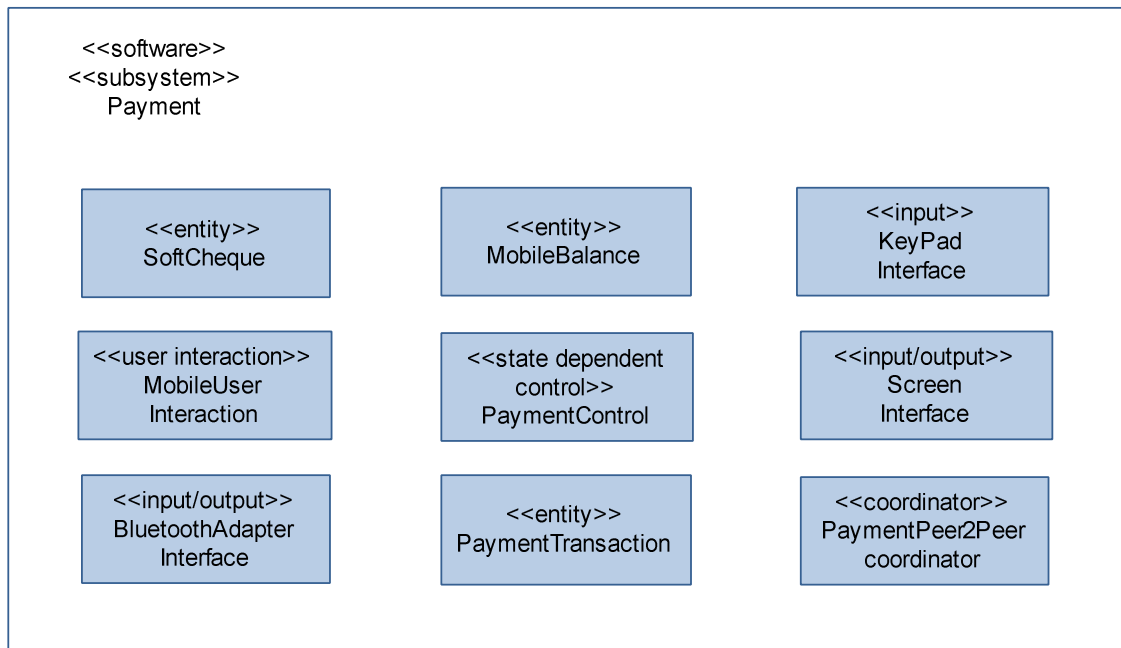 <<software>>
<<subsystem>>
Payment
<<entity>>
SoftCheque
<<entity>>
MobileBalance
<<input>>
KeyPad
Interface
<<user interaction>>
MobileUser
Interaction
<<state dependent
control>>
PaymentControl
<<input/output>>
Screen
Interface
<<input/output>>
BluetoothAdapter
Interface
<<entity>>
PaymentTransaction
<<coordinator>>
PaymentPeer2Peer
coordinator